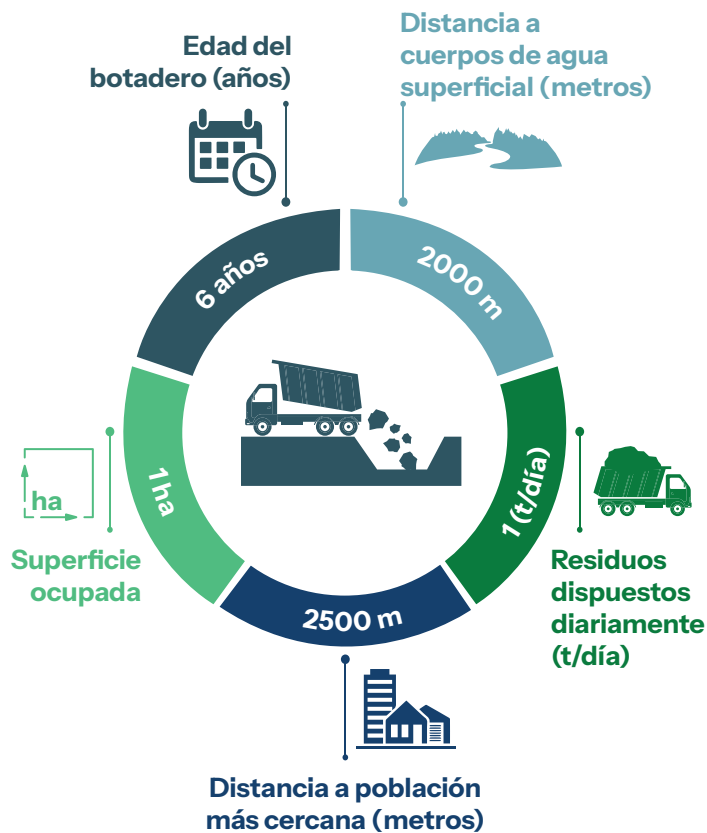 Edad del
botadero (años)
Distancia a
cuerpos de agua
superficial (metros)
6 años
2000 m
1 ha
1 (t/día)
ha
Superficie
ocupada
Residuos
dispuestos
diariamente
(t/día)
2500 m
Distancia a población
más cercana (metros)